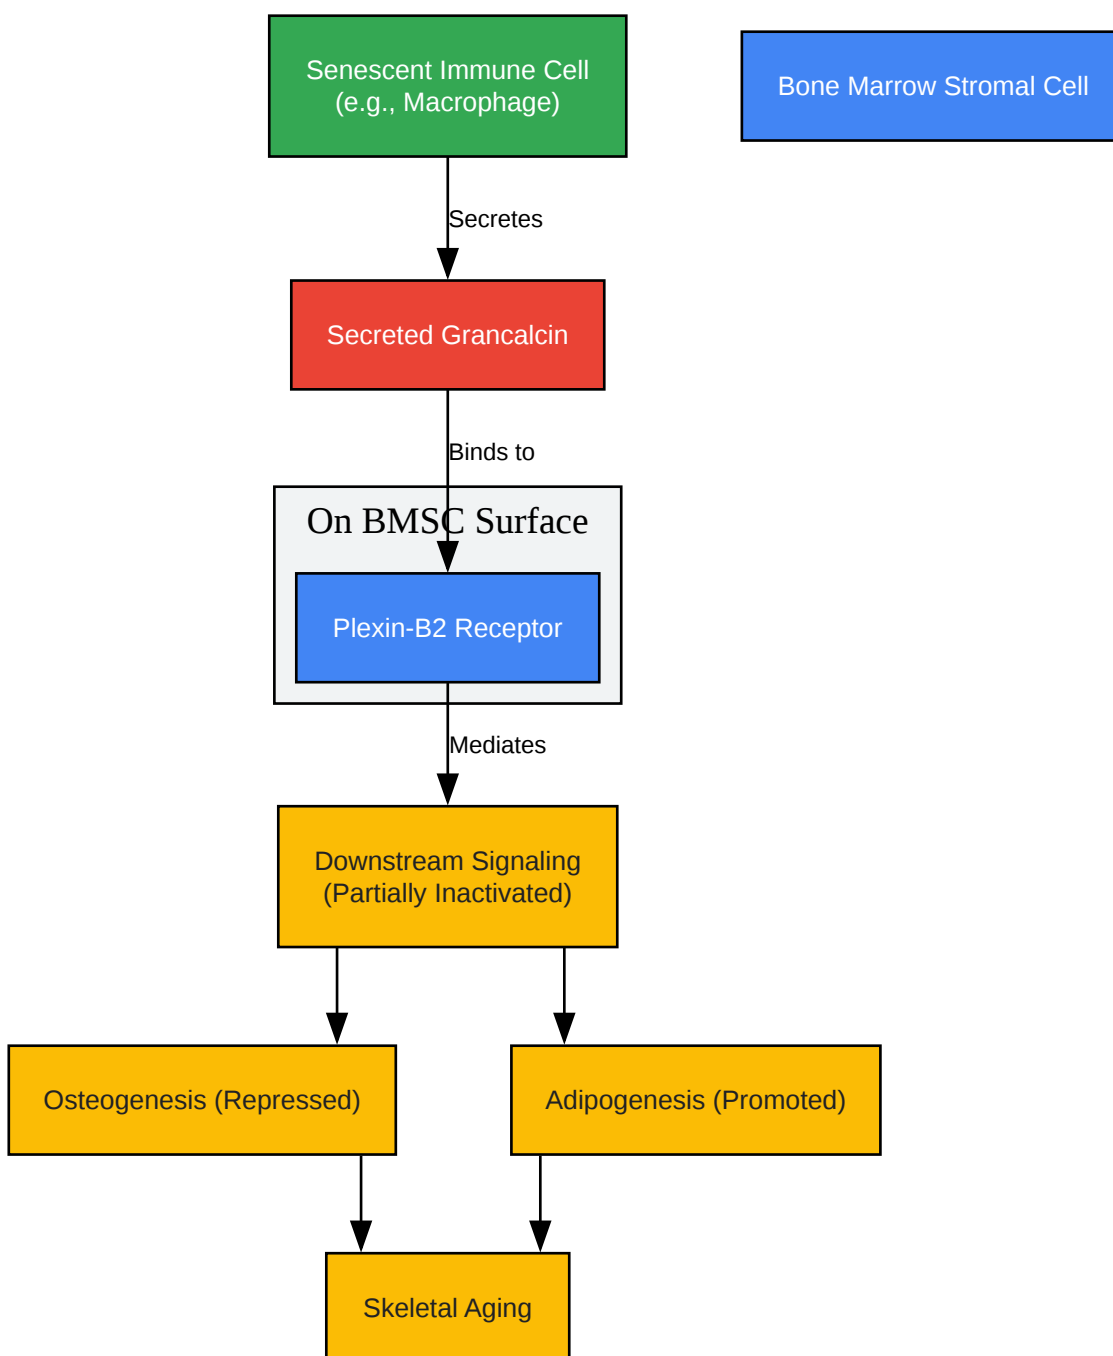 Senescent Immune Cell
(e.g., Macrophage)
Bone Marrow Stromal Cell
Secretes
Secreted Grancalcin
Binds to
On BMSC Surface
Plexin-B2 Receptor
Mediates
Downstream Signaling
(Partially Inactivated)
Osteogenesis (Repressed)
Adipogenesis (Promoted)
Skeletal Aging